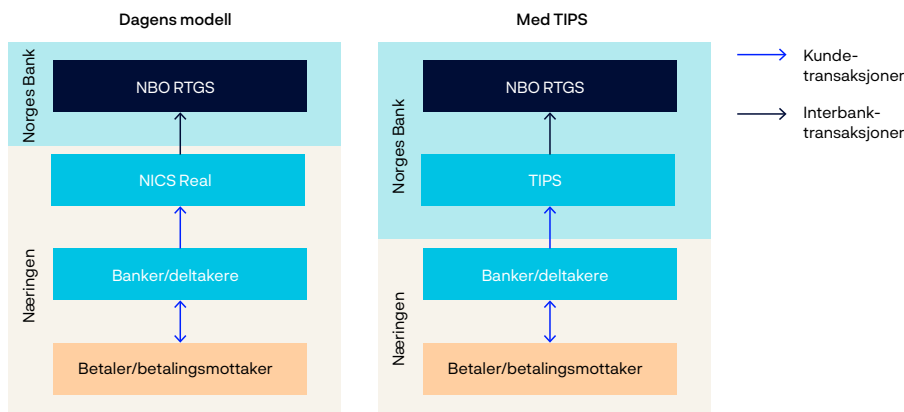 Dagens modell
Norges Bank
NBO RTGS
NICS Real
Næringen
Banker/deltakere
Betaler/betalingsmottaker
Med TIPS
Norges Bank
NBO RTGS
TIPS
Næringen
Banker/deltakere
Betaler/betalingsmottaker
Kunde-
transaksjoner
Interbank-
transaksjoner